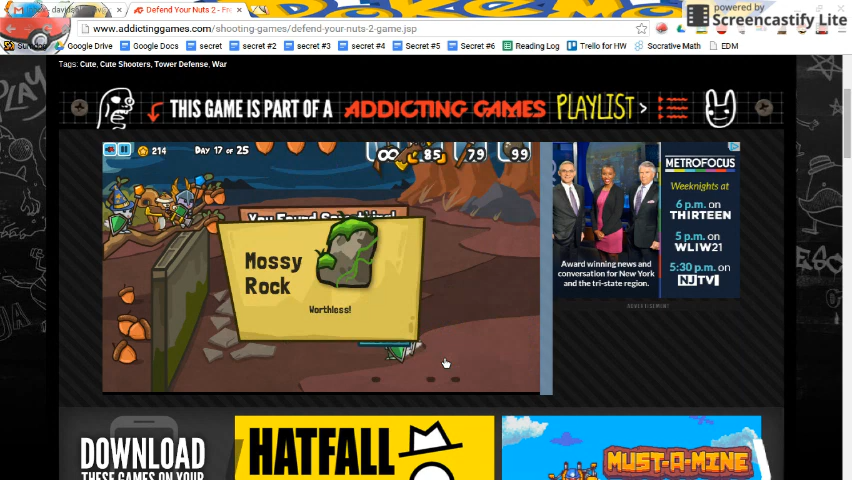 powered by
Screencastify Lite
Defend Your Nuts 2 - Fre
www.addictinggames.com/shooting-games/defend-your-nuts-2-game.jsp
Google Drive
Google Docs
secret
secret #2
secret #3
secret #4
Secret #5
Secret #6
Reading Log
Trello for HW
Socrative Math
EDM
Tags: Cute, Cute Shooters, Tower Defense, War
THIS GAME IS PART OF A ADDICTING GAMES PLAYLIST >
214
DAY 17 OF 25
∞
85
79
99
You Found Something!
Mossy
Rock
Worthless!
METROFOCUS
Weeknights at
6 p.m. on
THIRTEEN
5 p.m. on
WLIW21
5:30 p.m. on
NJTV
Award winning news and
conversation for New York
and the tri-state region.
ADVERTISEMENT
DOWNLOAD
THESE GAMES ON YOUR
HATFALL
MUST-A-MINE